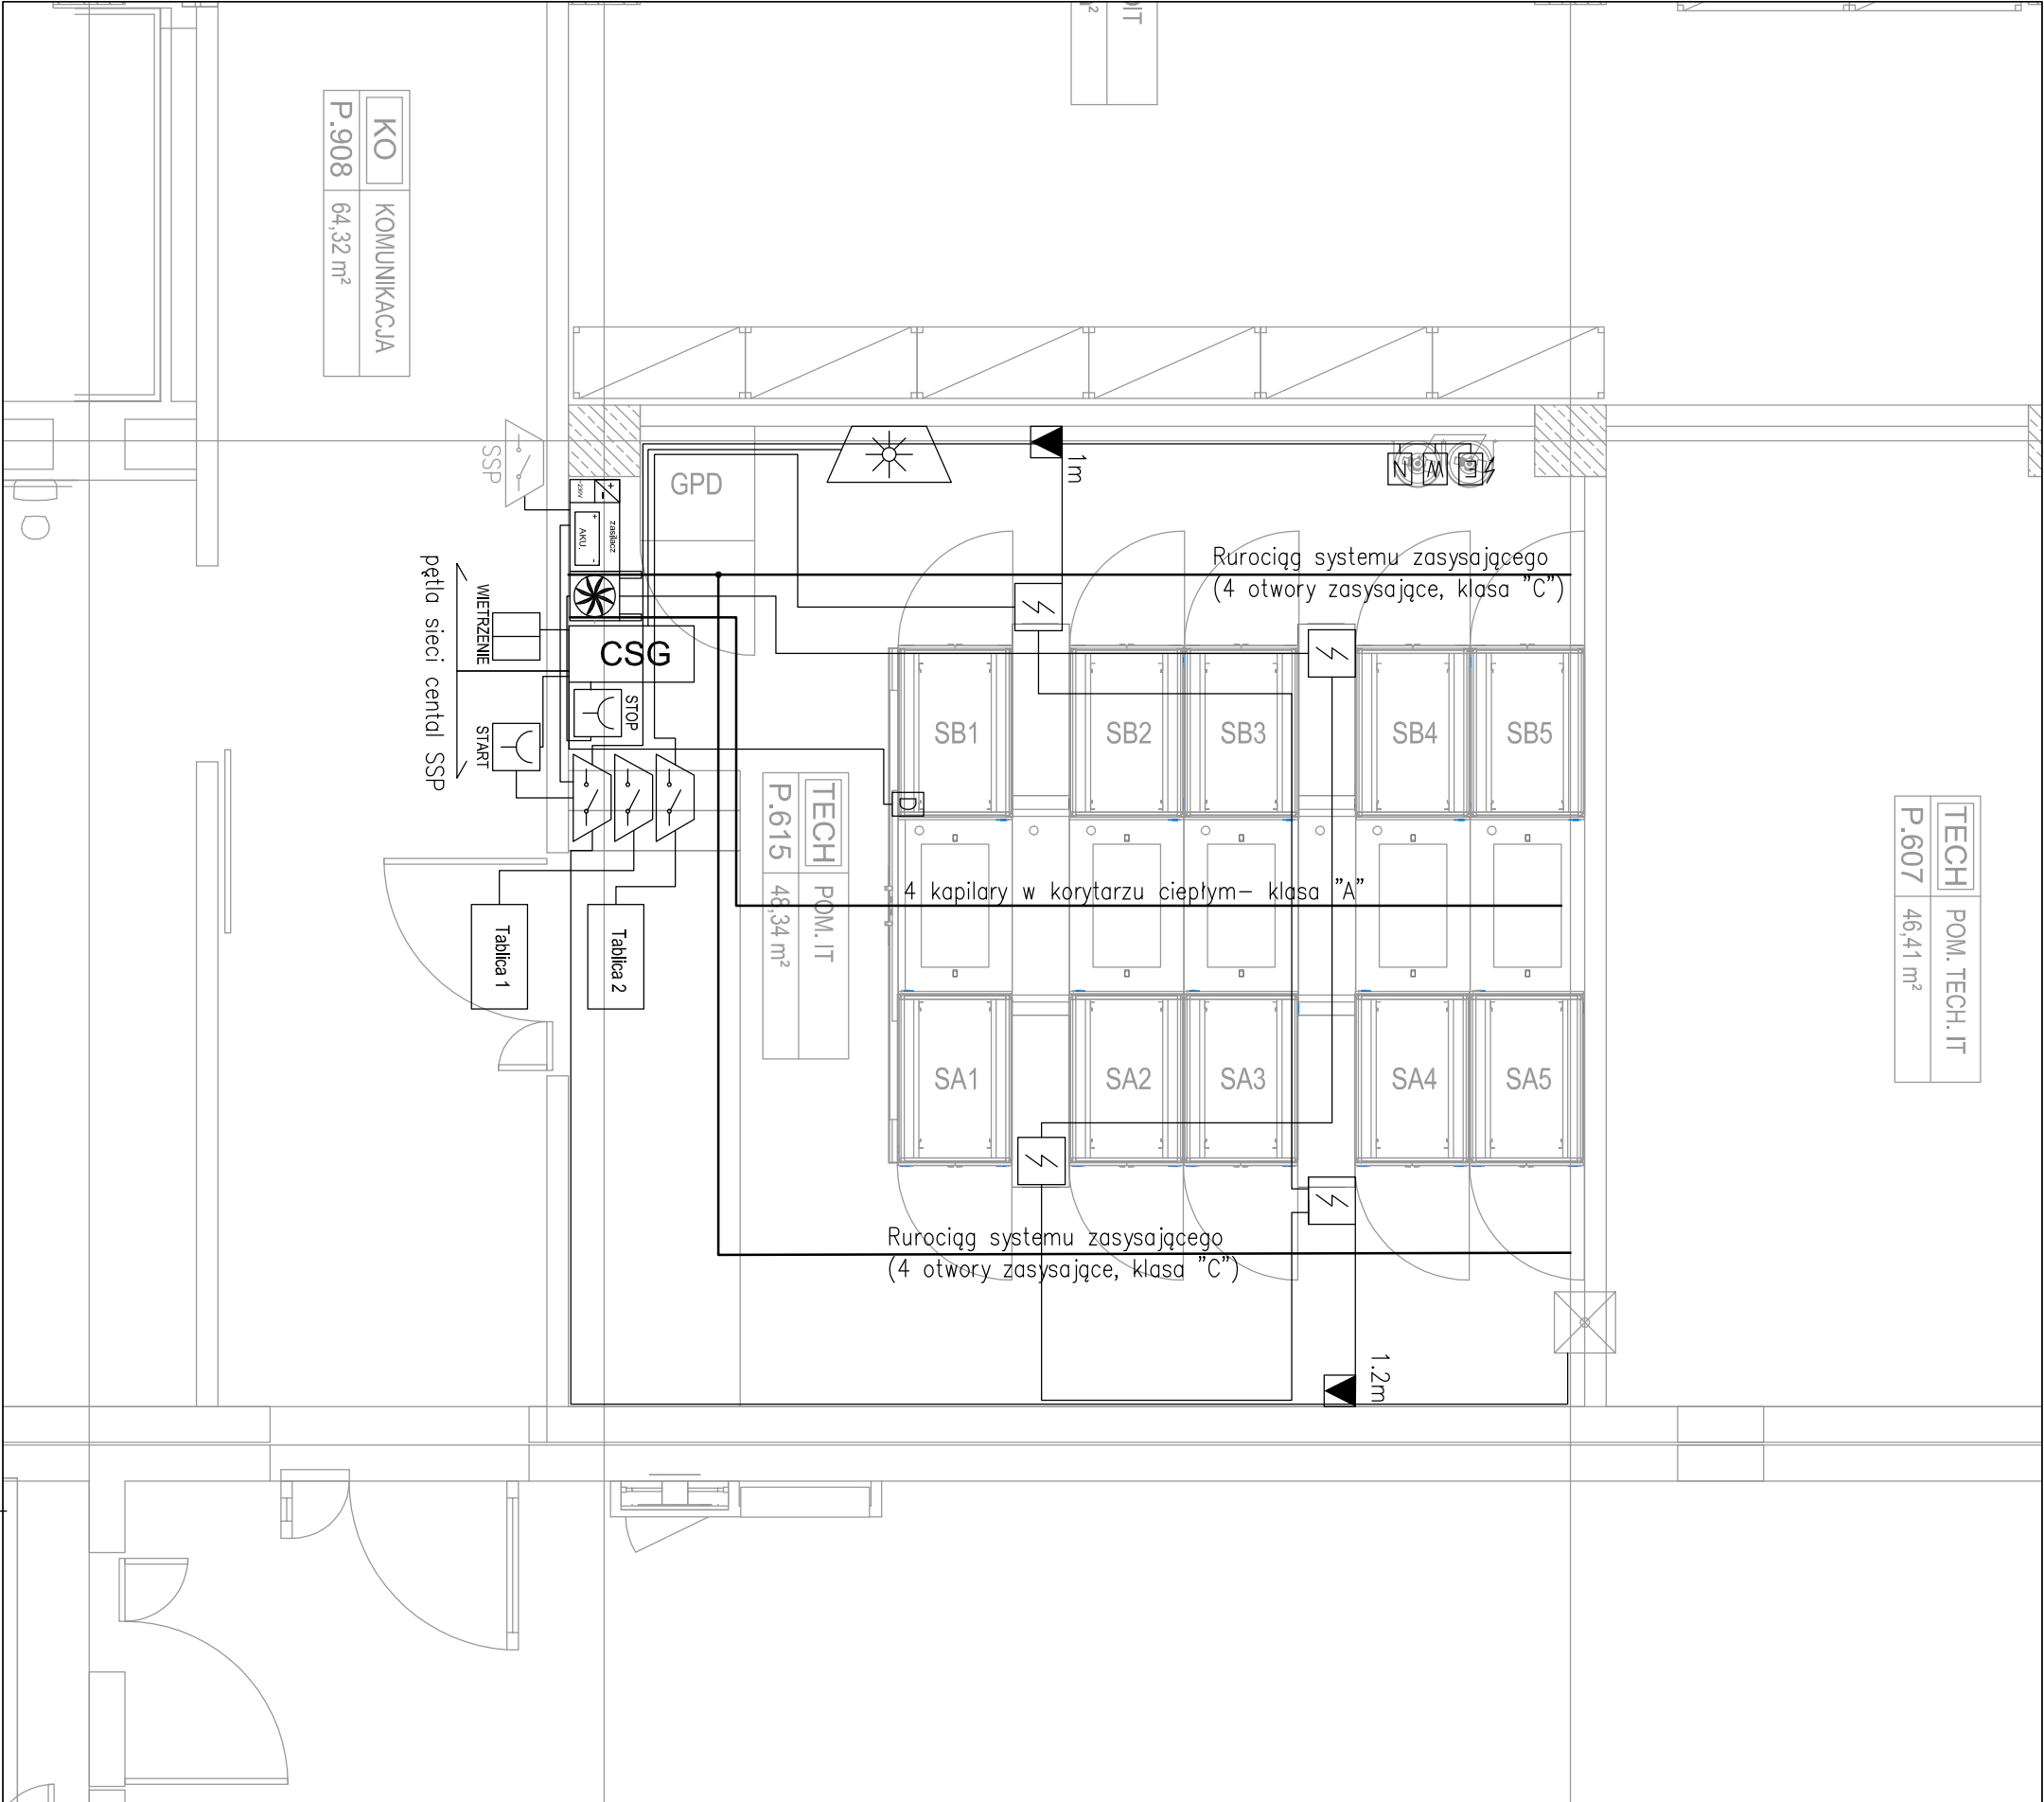 OIT
KO
KOMUNIKACJA
P.908
64,32 m²
SSP
GPD
1m
N
W
E
+
-
~230V
zasilacz
+
-
AKU.
Rurociąg systemu zasysającego
(4 otwory zasysające, klasa "C")
WIETRZENIE
pętla sieci cental SSP
CSG
STOP
START
SB1
SB2
SB3
SB4
SB5
D
TECH
POM. IT
P.615
48,34 m²
TECH
POM. TECH. IT
P.607
46,41 m²
4 kapilary w korytarzu ciepłym- klasa "A"
Tablica 1
Tablica 2
SA1
SA2
SA3
SA4
SA5
Rurociąg systemu zasysającego
(4 otwory zasysające, klasa "C")
1.2m